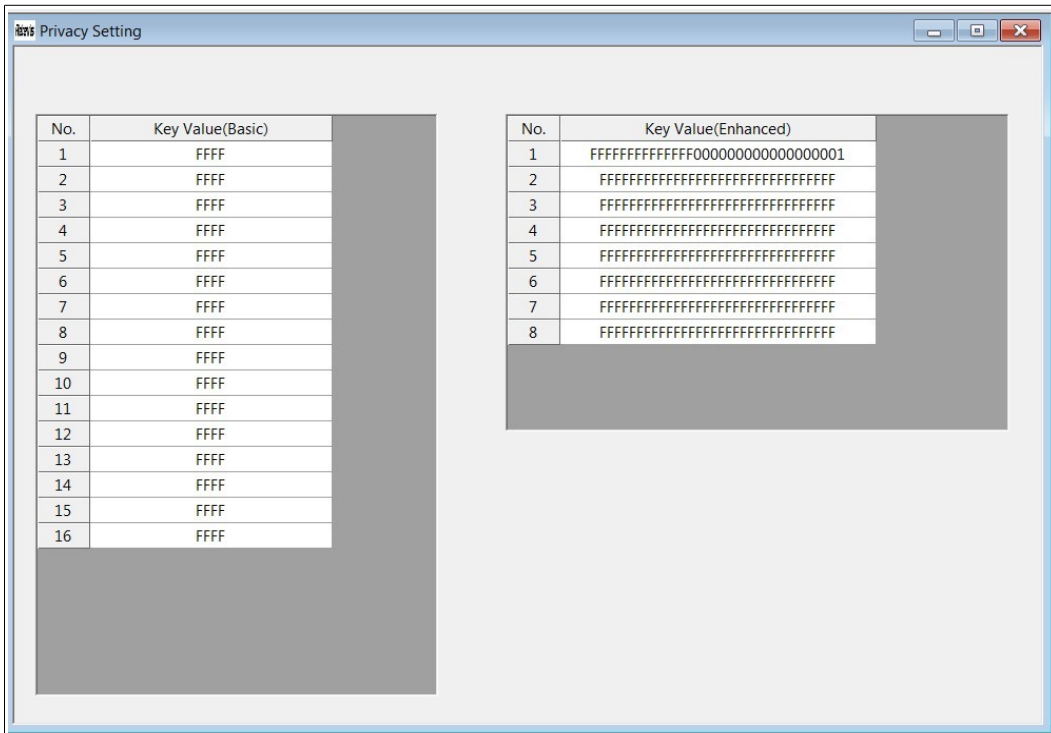 Privacy Setting
No. Key Value(Basic)
1 FFFF
2 FFFF
3 FFFF
4 FFFF
5 FFFF
6 FFFF
7 FFFF
8 FFFF
9 FFFF
10 FFFF
11 FFFF
12 FFFF
13 FFFF
14 FFFF
15 FFFF
16 FFFF
No. Key Value(Enhanced)
1 FFFFFFFFFFFFFF000000000000000001
2 FFFFFFFFFFFFFFFFFFFFFFFFFFFFFFFF
3 FFFFFFFFFFFFFFFFFFFFFFFFFFFFFFFF
4 FFFFFFFFFFFFFFFFFFFFFFFFFFFFFFFF
5 FFFFFFFFFFFFFFFFFFFFFFFFFFFFFFFF
6 FFFFFFFFFFFFFFFFFFFFFFFFFFFFFFFF
7 FFFFFFFFFFFFFFFFFFFFFFFFFFFFFFFF
8 FFFFFFFFFFFFFFFFFFFFFFFFFFFFFFFF